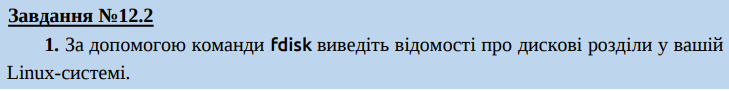 Завдання №12.2
1. За допомогою команди fdisk виведіть відомості про дискові розділи у вашій
Linux-системі.